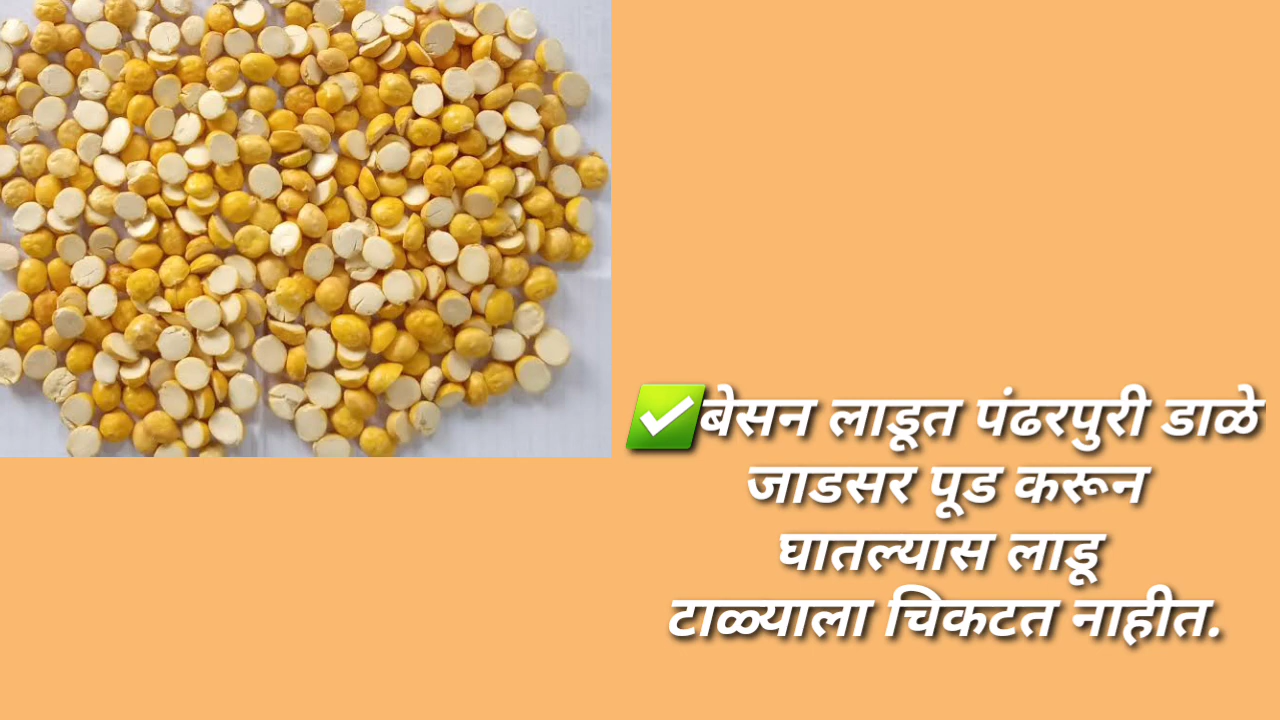 ✅बेसन लाडूत पंढरपुरी डाळे
जाडसर पूड करून
घातल्यास लाडू
टाळ्याला चिकटत नाहीत.